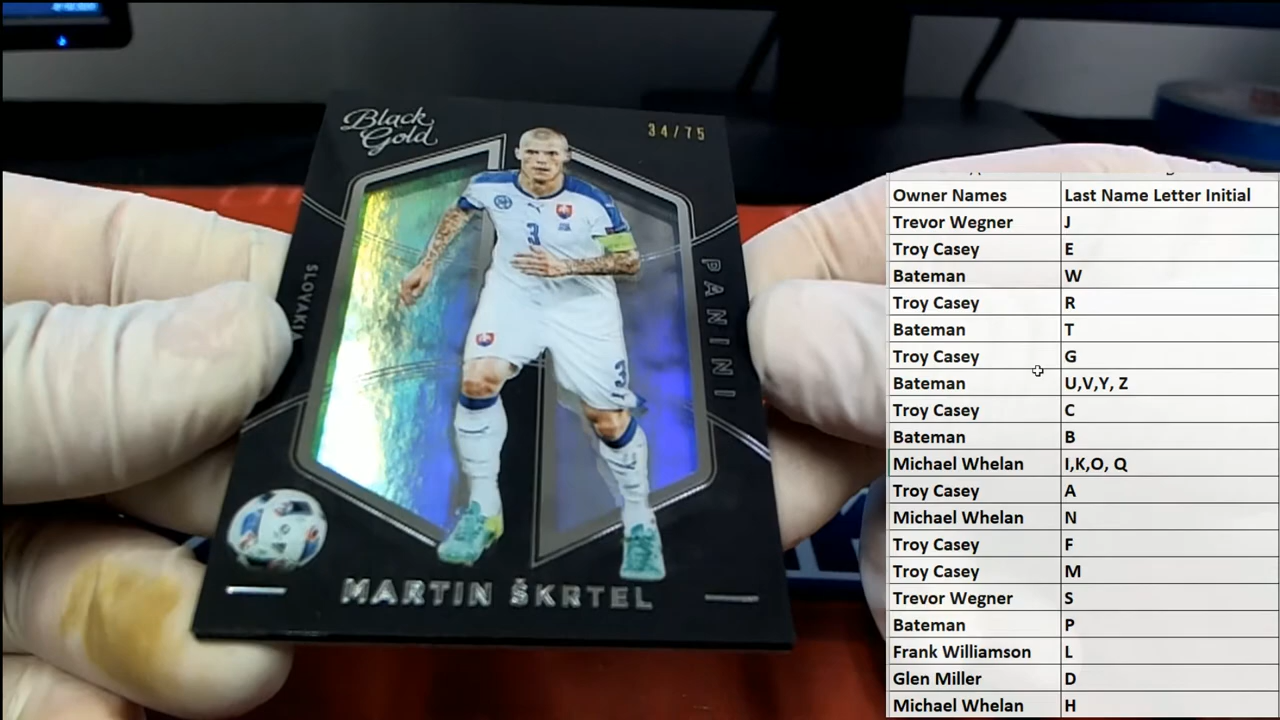 Black
Gold
34/75
SLOVAKIA
PANINI
3
3
MARTIN ŠKRTEL
Owner Names Last Name Letter Initial
Trevor Wegner J
Troy Casey E
Bateman W
Troy Casey R
Bateman T
Troy Casey G
Bateman U,V,Y, Z
Troy Casey C
Bateman B
Michael Whelan I,K,O, Q
Troy Casey A
Michael Whelan N
Troy Casey F
Troy Casey M
Trevor Wegner S
Bateman P
Frank Williamson L
Glen Miller D
Michael Whelan H